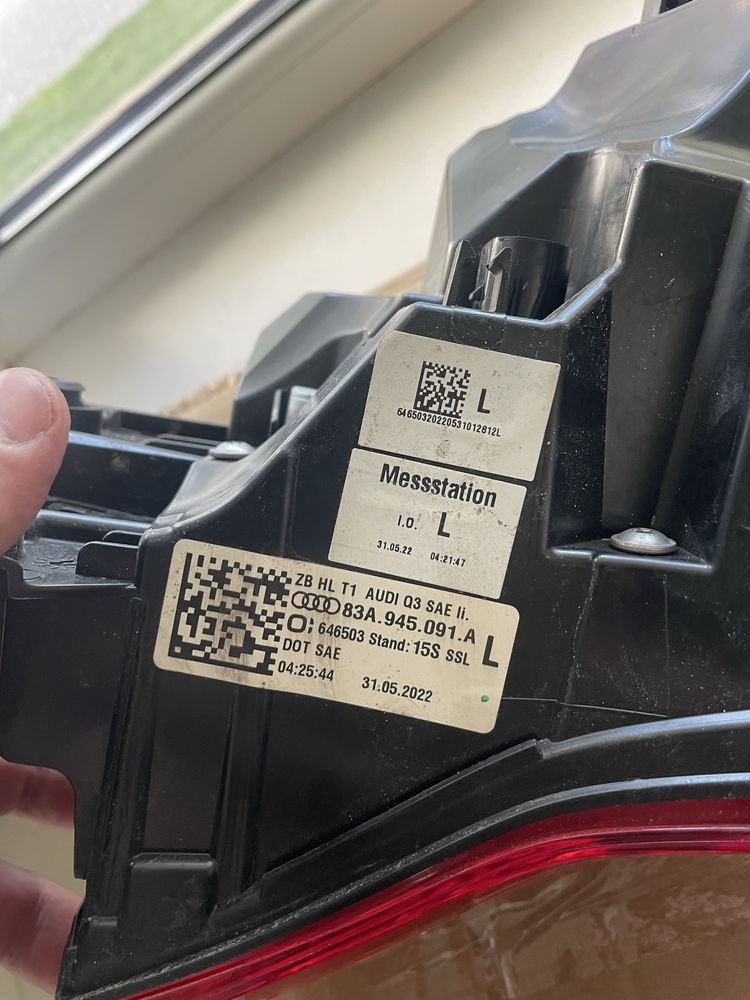 L
64650320220531012812L
Messstation
I.O. L
31.05.22 04:21:47
ZB HL T1 AUDI Q3 SAE li.
83A.945.091.A
646503 Stand: 15S SSL L
DOT SAE
04:25:44 31.05.2022